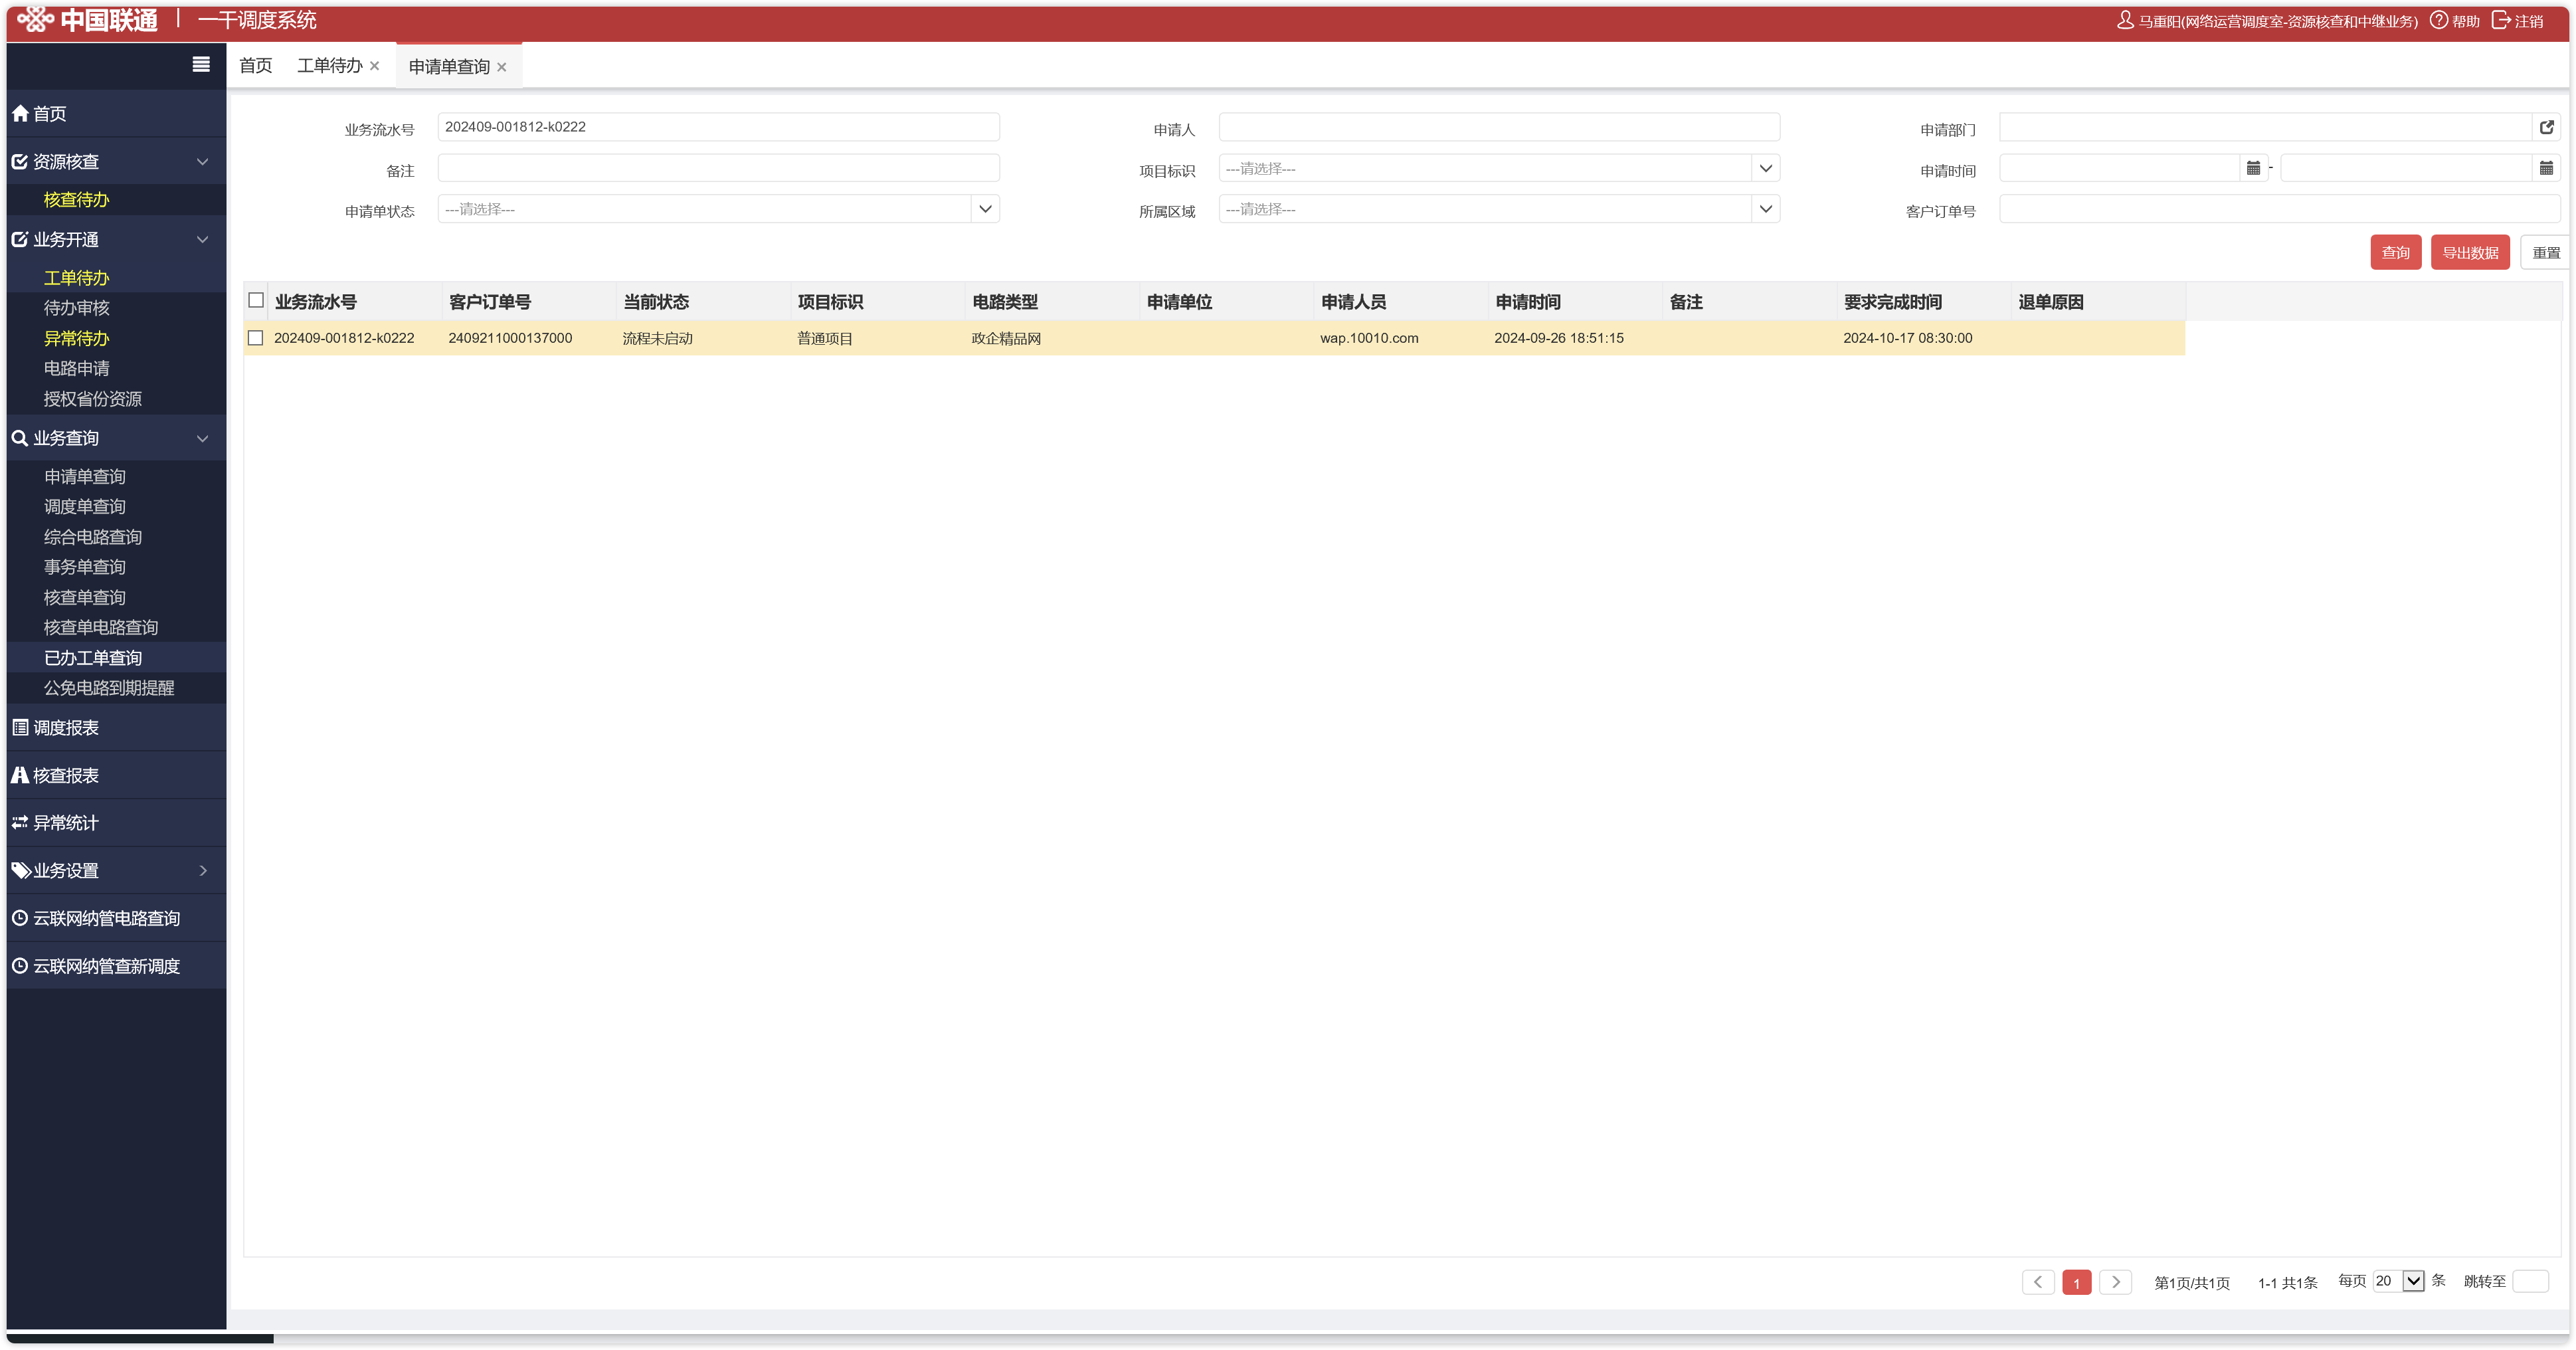 中国联通 一干调度系统 马重阳(网络运营调度室-资源核查和中继业务) 帮助 注销
首页 工单待办 × 申请单查询 ×
首页
资源核查
核查待办
业务开通
工单待办
待办审核
异常待办
电路申请
授权省份资源
业务查询
申请单查询
调度单查询
综合电路查询
事务单查询
核查单查询
核查单电路查询
已办工单查询
公免电路到期提醒
调度报表
核查报表
异常统计
业务设置
云联网纳管电路查询
云联网纳管查新调度
业务流水号 202409-001812-k0222 申请人 申请部门
备注 项目标识 ---请选择--- 申请时间 -
申请单状态 ---请选择--- 所属区域 ---请选择--- 客户订单号
查询 导出数据 重置
业务流水号 客户订单号 当前状态 项目标识 电路类型 申请单位 申请人员 申请时间 备注 要求完成时间 退单原因
202409-001812-k0222 2409211000137000 流程未启动 普通项目 政企精品网 wap.10010.com 2024-09-26 18:51:15 2024-10-17 08:30:00
1 第1页/共1页 1-1 共1条 每页 20 条 跳转至